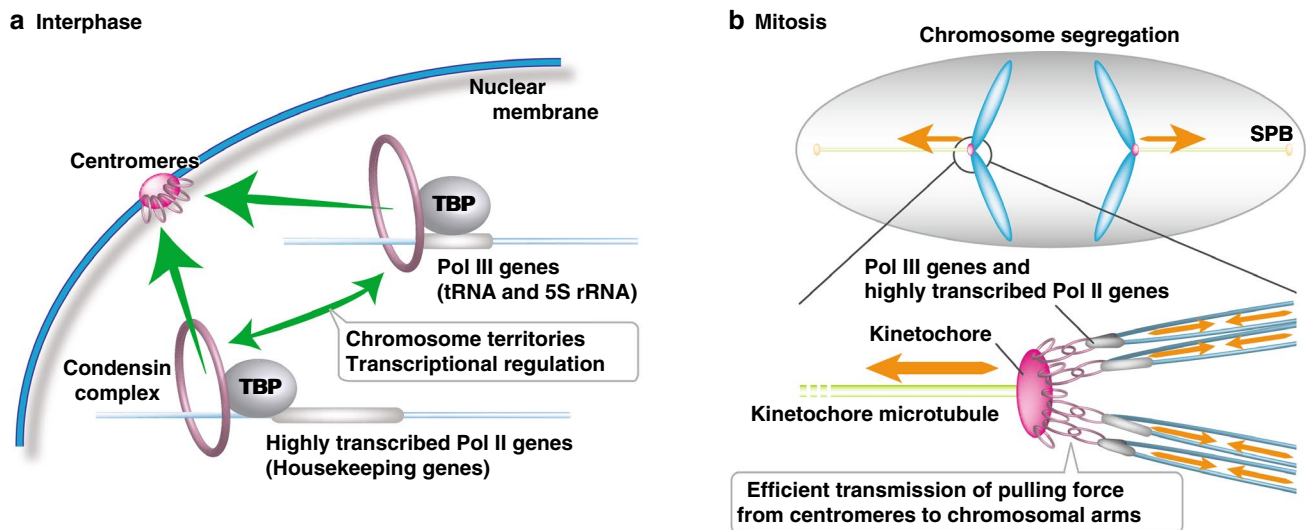 a Interphase
Nuclear
membrane
Centromeres
TBP
Pol III genes
(tRNA and 5S rRNA)
Chromosome territories
Transcriptional regulation
Condensin
complex
TBP
Highly transcribed Pol II genes
(Housekeeping genes)
b Mitosis
Chromosome segregation
SPB
Pol III genes and
highly transcribed Pol II genes
Kinetochore
Kinetochore microtubule
Efficient transmission of pulling force
from centromeres to chromosomal arms